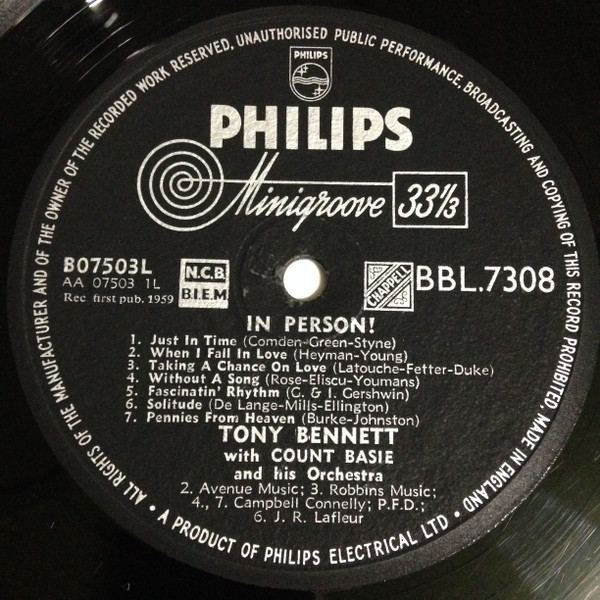 ALL RIGHTS OF THE MANUFACTURER AND OF THE OWNER OF THE RECORDED WORK RESERVED, UNAUTHORISED PUBLIC PERFORMANCE, BROADCASTING AND COPYING OF THIS RECORD PROHIBITED. MADE IN ENGLAND
PHILIPS
PHILIPS
Minigroove 33⅓
B07503L
AA 07503 1L
Rec first pub. 1959
N.C.B.
B.I.E.M.
CHAPPELL
BBL.7308
IN PERSON!
1. Just In Time (Comden-Green-Styne)
2. When I Fall In Love (Heyman-Young)
3. Taking A Chance On Love (Latouche-Fetter-Duke)
4. Without A Song (Rose-Eliscu-Youmans)
5. Fascinatin' Rhythm (G. & I. Gershwin)
6. Solitude (De Lange-Mills-Ellington)
7. Pennies From Heaven (Burke-Johnston)
TONY BENNETT
with COUNT BASIE
and his Orchestra
2. Avenue Music; 3. Robbins Music;
4., 7. Campbell Connelly; P.F.D.;
6. J. R. Lafleur
• A PRODUCT OF PHILIPS ELECTRICAL LTD •